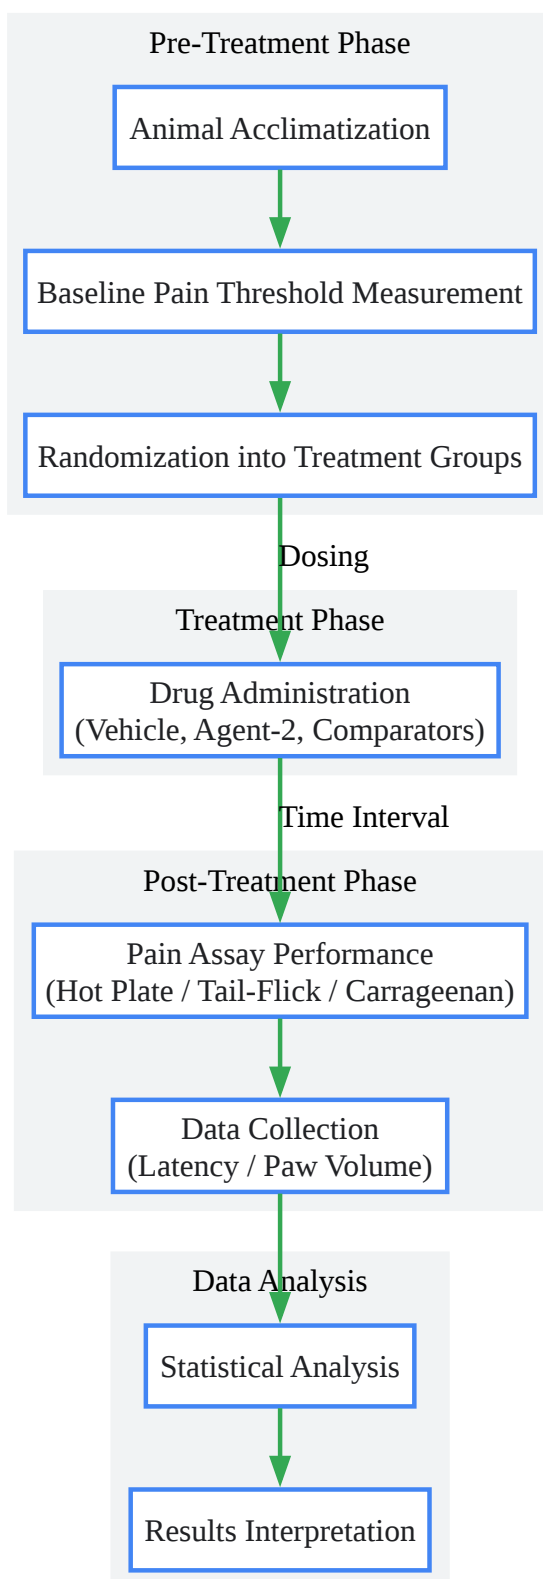 Pre-Treatment Phase
Animal Acclimatization
Baseline Pain Threshold Measurement
Randomization into Treatment Groups
Dosing
Treatment Phase
Drug Administration
(Vehicle, Agent-2, Comparators)
Time Interval
Post-Treatment Phase
Pain Assay Performance
(Hot Plate / Tail-Flick / Carrageenan)
Data Collection
(Latency / Paw Volume)
Data Analysis
Statistical Analysis
Results Interpretation